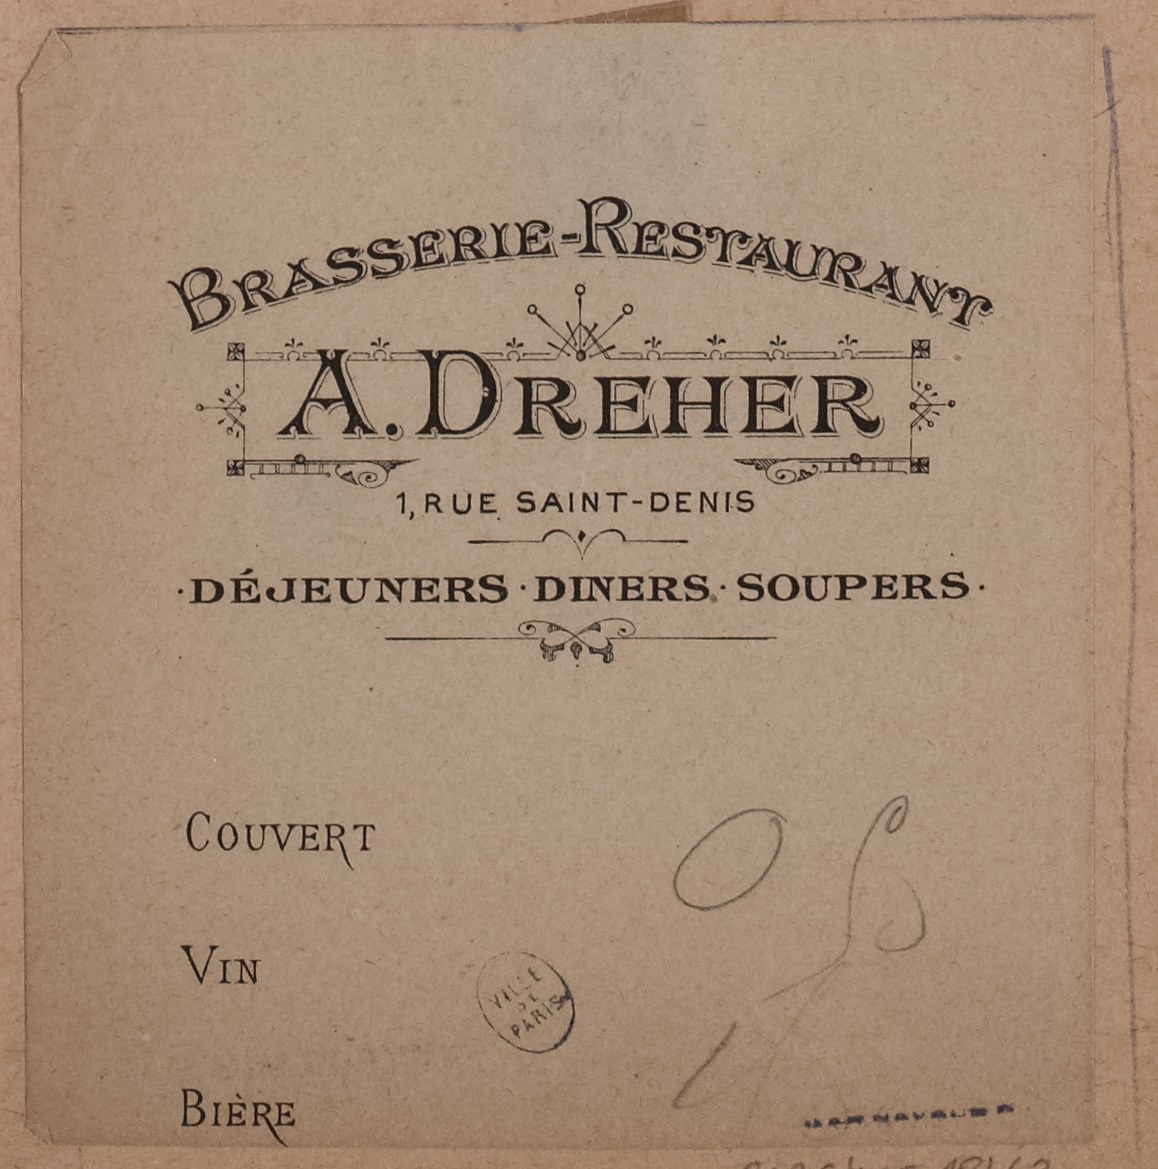 BRASSERIE-RESTAURANT
A. DREHER
1, RUE SAINT-DENIS
·DÉJEUNERS·DINERS·SOUPERS·
COUVERT
VIN
VILLE
DE
PARIS
BIÈRE